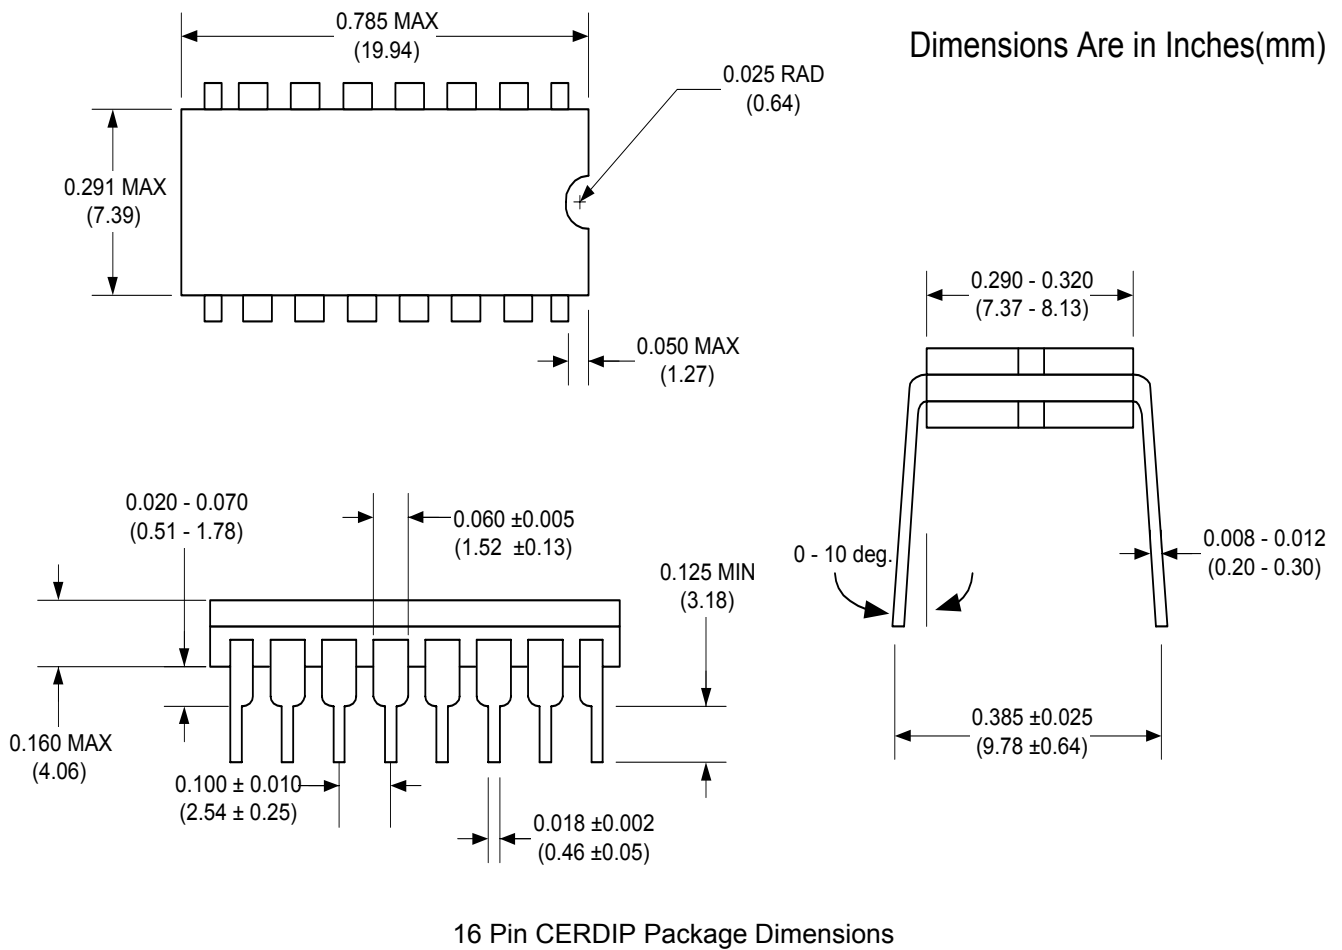 0.785 MAX
(19.94)
Dimensions Are in Inches(mm)
0.025 RAD
(0.64)
0.291 MAX
(7.39)
0.050 MAX
(1.27)
0.290 - 0.320
(7.37 - 8.13)
0.020 - 0.070
(0.51 - 1.78)
0.060 ±0.005
(1.52 ±0.13)
0.125 MIN
(3.18)
0 - 10 deg.
0.008 - 0.012
(0.20 - 0.30)
0.160 MAX
(4.06)
0.100 ± 0.010
(2.54 ± 0.25)
0.018 ±0.002
(0.46 ±0.05)
0.385 ±0.025
(9.78 ±0.64)
16 Pin CERDIP Package Dimensions